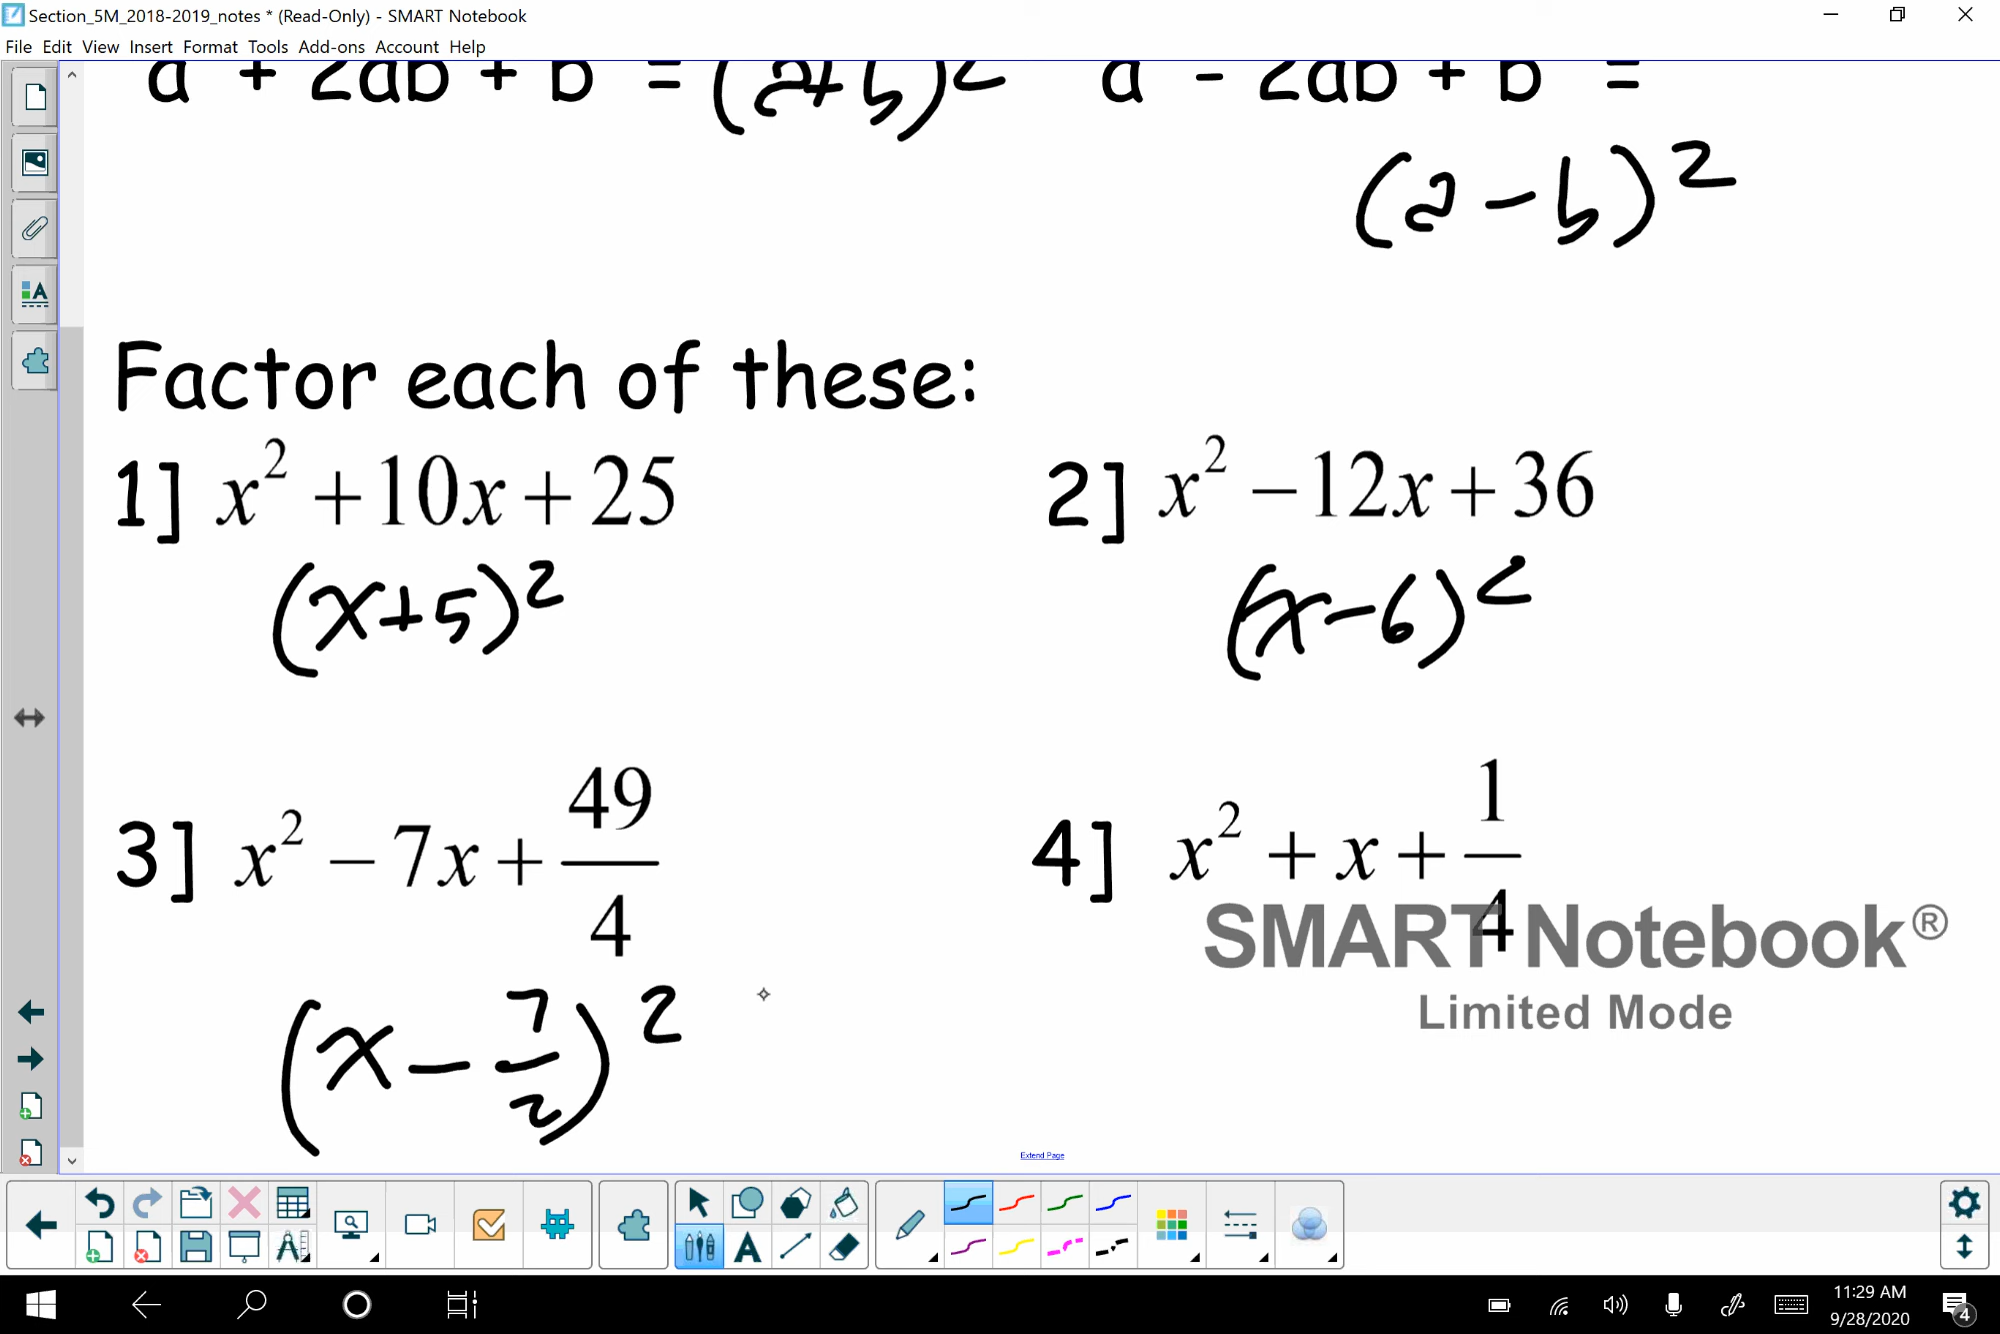 Section_5M_2018-2019_notes * (Read-Only) - SMART Notebook
File Edit View Insert Format Tools Add-ons Account Help
a + 2ab + b = (a+b)² a - 2ab + b =
(a-b)²
Factor each of these:
1] x² +10x+25 2] x² −12x+36
(x+5)² (x-6)²
3] x² − 7x + 49/4 4] x² + x + 1/4
SMART Notebook®
Limited Mode
(x - 7/2)²
Extend Page
11:29 AM
9/28/2020
4